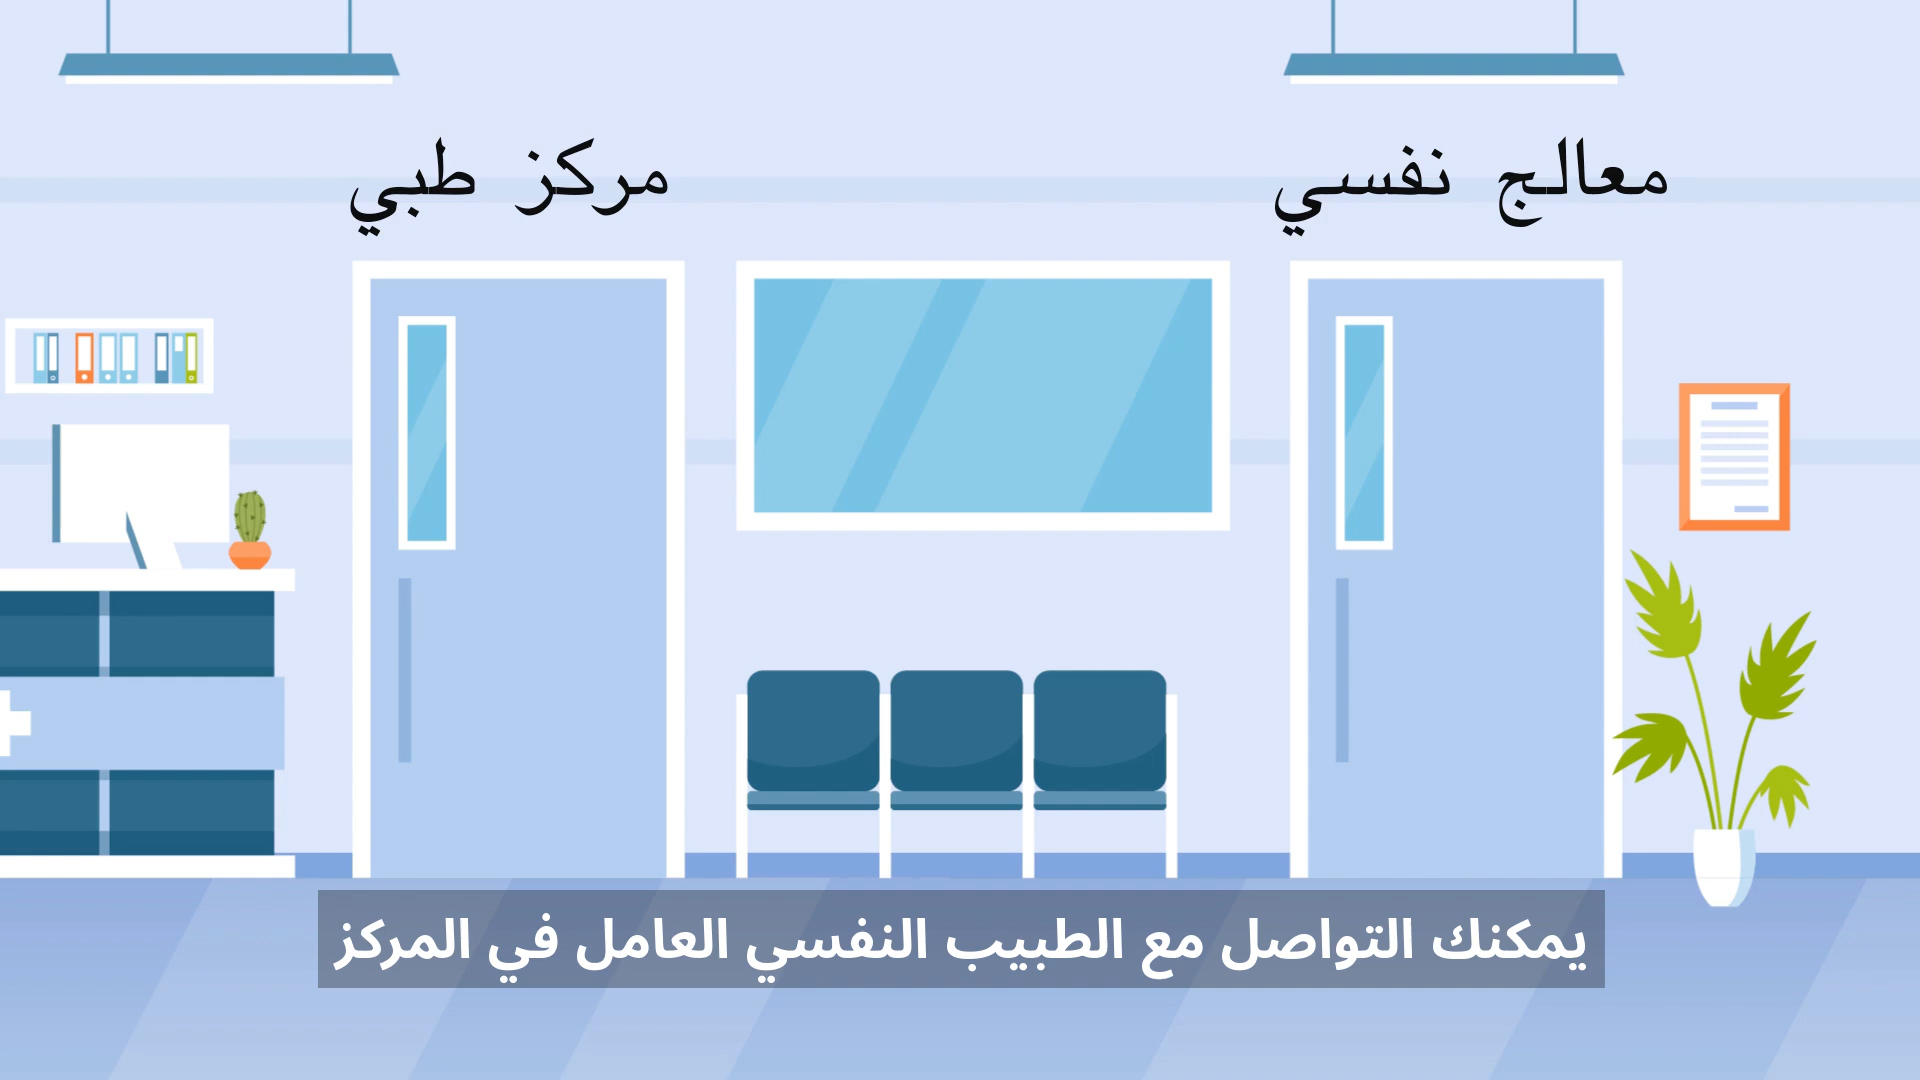 معالج نفسي
مركز طبي
يمكنك التواصل مع الطبيب النفسي العامل في المركز